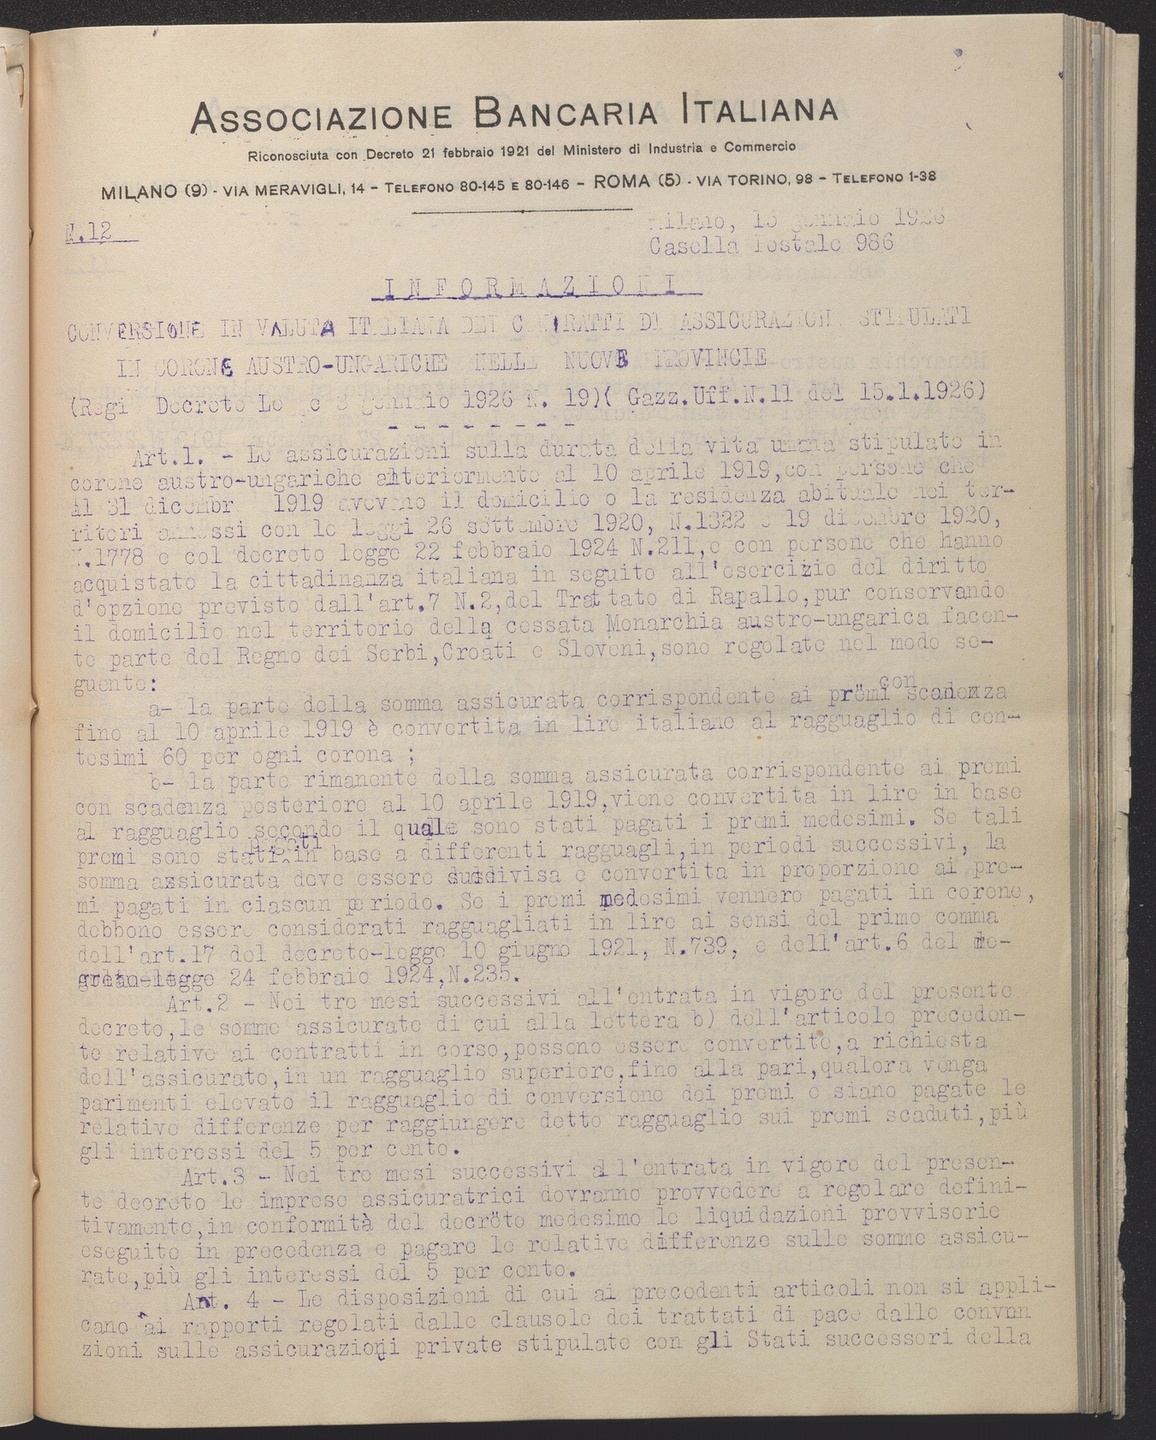 ASSOCIAZIONE BANCARIA ITALIANA
Riconosciuta con Decreto 21 febbraio 1921 del Ministero di Industria e Commercio
MILANO (9) - VIA MERAVIGLI, 14 - TELEFONO 80-145 E 80-146 - ROMA (5) - VIA TORINO, 98 - TELEFONO 1-38
N.12
Milano, gennaio 1926
Casella Postale 986
INFORMAZIONI
CONVERSIONE IN VALUTA ITALIANA DEI CONTRATTI DI ASSICURAZION STIPULATI
IN CORONE AUSTRO-UNGARICHE NELLE NUOVE PROVINCIE
(Regi Decreto Legge gennaio 1926 N. 19)( Gazz.Uff.N.11 del 15.1.1926)
- - - - - - - -
Art.1. - Le assicurazioni sulla durata della vita umana stipulate in
corone austro-ungariche anteriormente al 10 aprile 1919,con persone che
al 31 dicembr 1919 avevano il domicilio o la residenza abituale nei ter-
ritori annessi con le leggi 26 settembre 1920, N.1322 e 19 dicembre 1920,
N.1778 e col decreto legge 22 febbraio 1924 N.211,e con persone che hanno
acquistato la cittadinanza italiana in seguito all'esercizio del diritto
d'opzione previsto dall'art.7 N.2,del Trattato di Rapallo,pur conservando
il domicilio nel territorio della cessata Monarchia austro-ungarica facen-
te parte del Regno dei Serbi,Croati e Sloveni,sono regolate nel modo se-
guente:
a- la parte della somma assicurata corrispondente ai premi con scadenza
fino al 10 aprile 1919 è convertita in lire italiane al ragguaglio di cen-
tesimi 60 per ogni corona ;
b- la parte rimanente della somma assicurata corrispondente ai premi
con scadenza posteriore al 10 aprile 1919,viene convertita in lire in base
al ragguaglio secondo il quale sono stati pagati i premi medesimi. Se tali
premi sono stati pagati in base a differenti ragguagli,in periodi successivi, la
somma assicurata deve essere suddivisa e convertita in proporzione ai pre-
mi pagati in ciascun periodo. Se i premi medesimi vennero pagati in corone,
debbono essere considerati ragguagliati in lire ai sensi del primo comma
dell'art.17 del decreto-legge 10 giugno 1921, N.739, e dell'art.6 del de-
creto-legge 24 febbraio 1924,N.235.
Art.2 - Nei tre mesi successivi all'entrata in vigore del presente
decreto,le somme assicurate di cui alla lettera b) dell'articolo preceden-
te relative ai contratti in corso,possono essere convertite,a richiesta
dell'assicurato,in un ragguaglio superiore,fino alla pari,qualora venga
parimenti elevato il ragguaglio di conversione dei premi e siano pagate le
relative differenze per raggiungere detto ragguaglio sui premi scaduti,più
gli interessi del 5 per cento.
Art.3 - Nei tre mesi successivi all'entrata in vigore del presen-
te decreto le imprese assicuratrici dovranno provvedere a regolare defini-
tivamente,in conformità del decreto medesimo le liquidazioni provvisorie
eseguite in precedenza e pagare le relative differenze sulle somme assicu-
rate,più gli interessi del 5 per cento.
Art. 4 - Le disposizioni di cui ai precedenti articoli non si appli-
cano ai rapporti regolati dalle clausole dei trattati di pace dalle convnn
zioni sulle assicurazioni private stipulate con gli Stati successori della